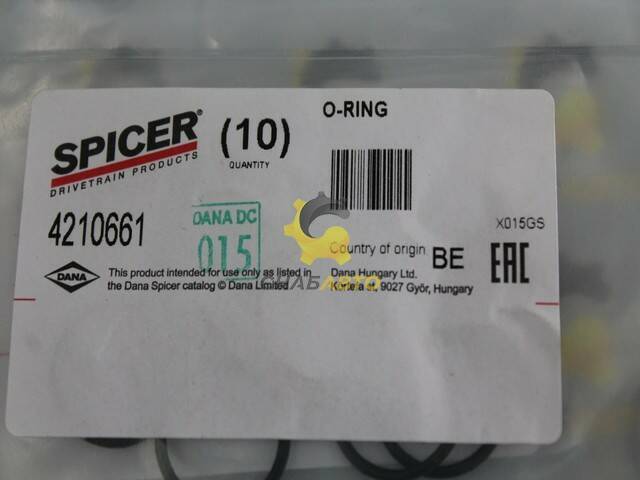 SPICER®
DRIVETRAIN PRODUCTS
(10)
QUANTITY
O-RING
4210661
DANA DC
015
X015GS
Country of origin BE
EAC
DANA
This product intended for use only as listed in
the Dana Spicer catalog © Dana Limited
Dana Hungary Ltd.
st, 9027 Győr, Hungary